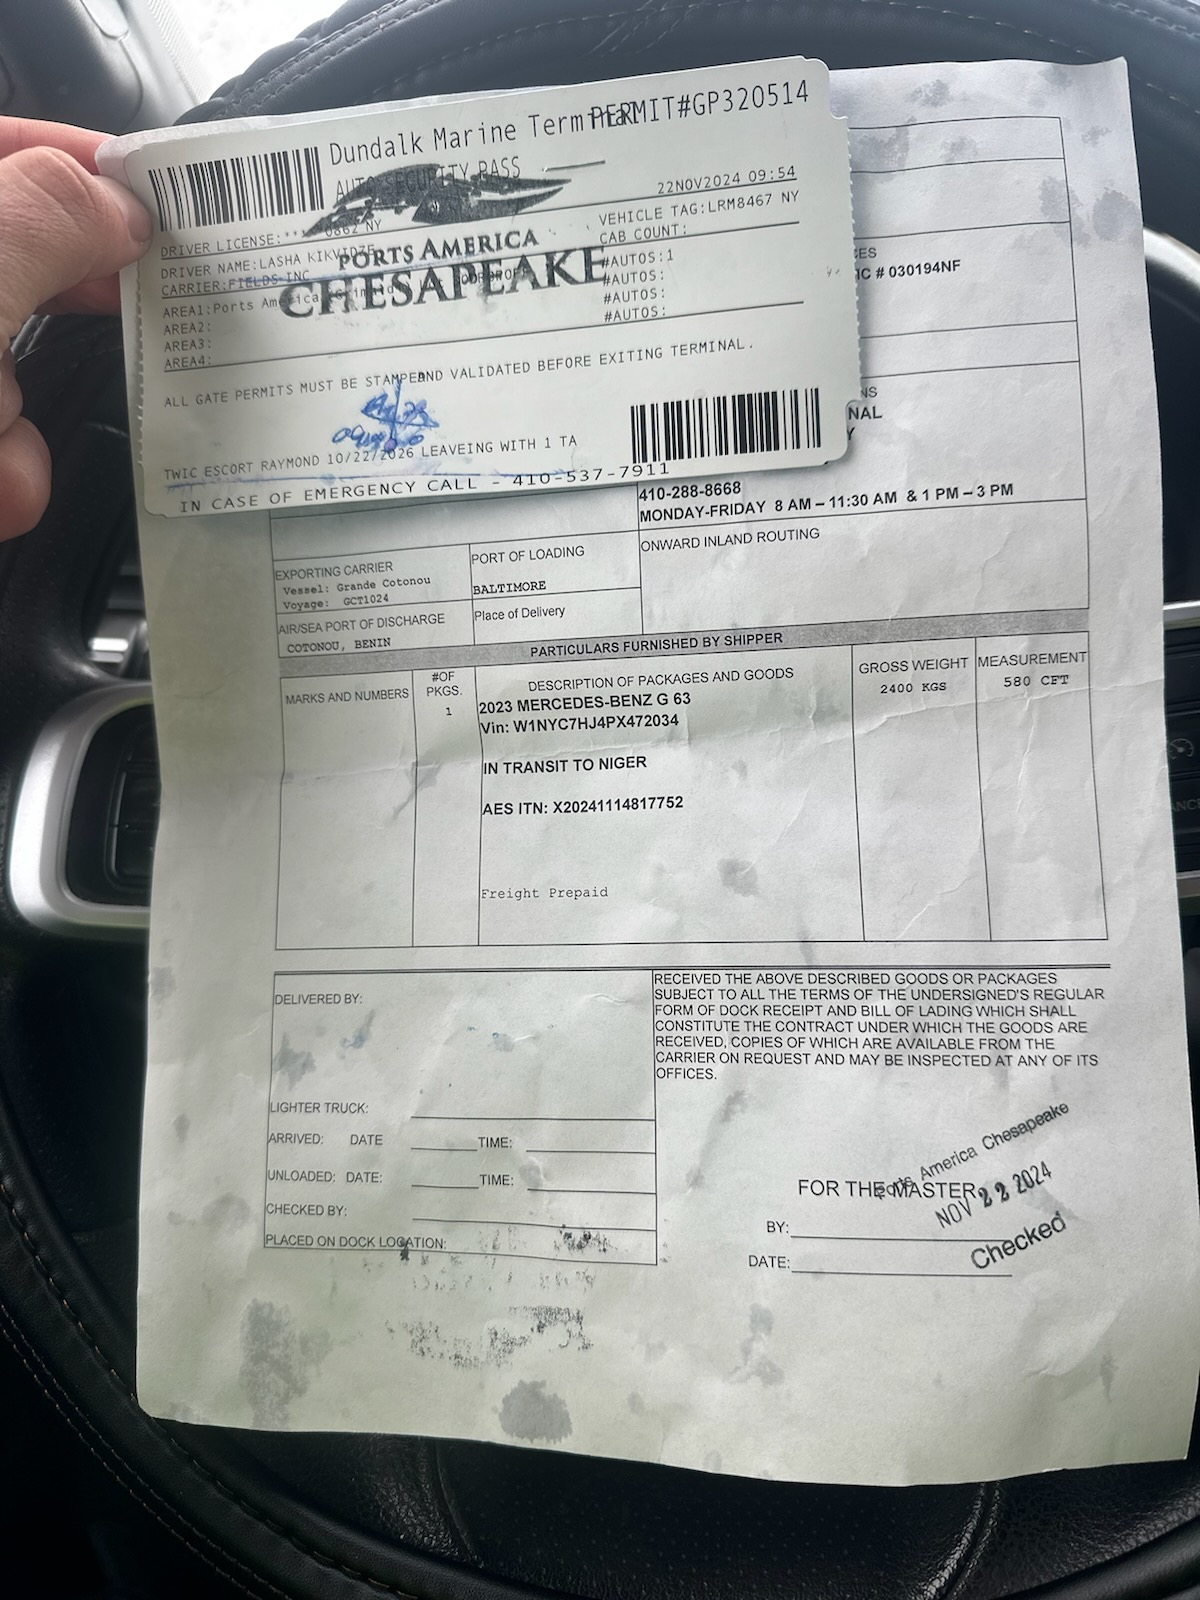 Dundalk Marine Terminal
PERMIT#GP320514
AUTO SECURITY PASS
22NOV2024 09:54
DRIVER LICENSE:
0862 NY
VEHICLE TAG:LRM8467 NY
DRIVER NAME:LASHA KIKVIDZE
CAB COUNT:
PORTS AMERICA
CHESAPEAKE
CARRIER:FIELDS INC
#AUTOS:1
AREA1:Ports America
#AUTOS:
AREA2:
#AUTOS:
AREA3:
#AUTOS:
AREA4:
ALL GATE PERMITS MUST BE STAMPED AND VALIDATED BEFORE EXITING TERMINAL.
TWIC ESCORT RAYMOND 10/22/2026 LEAVEING WITH 1 TA
IN CASE OF EMERGENCY CALL - 410-537-7911
# 030194NF
NAL
Y
410-288-8668
MONDAY-FRIDAY 8 AM – 11:30 AM & 1 PM – 3 PM
EXPORTING CARRIER
Vessel: Grande Cotonou
Voyage: GCT1024
PORT OF LOADING
BALTIMORE
ONWARD INLAND ROUTING
AIR/SEA PORT OF DISCHARGE
COTONOU, BENIN
Place of Delivery
PARTICULARS FURNISHED BY SHIPPER
MARKS AND NUMBERS
#OF
PKGS.
1
DESCRIPTION OF PACKAGES AND GOODS
GROSS WEIGHT
2400 KGS
MEASUREMENT
580 CFT
2023 MERCEDES-BENZ G 63
Vin: W1NYC7HJ4PX472034
IN TRANSIT TO NIGER
AES ITN: X20241114817752
Freight Prepaid
DELIVERED BY:
LIGHTER TRUCK:
ARRIVED: DATE TIME:
UNLOADED: DATE: TIME:
CHECKED BY:
PLACED ON DOCK LOCATION:
RECEIVED THE ABOVE DESCRIBED GOODS OR PACKAGES
SUBJECT TO ALL THE TERMS OF THE UNDERSIGNED'S REGULAR
FORM OF DOCK RECEIPT AND BILL OF LADING WHICH SHALL
CONSTITUTE THE CONTRACT UNDER WHICH THE GOODS ARE
RECEIVED, COPIES OF WHICH ARE AVAILABLE FROM THE
CARRIER ON REQUEST AND MAY BE INSPECTED AT ANY OF ITS
OFFICES.
Ports America Chesapeake
FOR THE MASTER
NOV 22 2024
BY:
Checked
DATE: